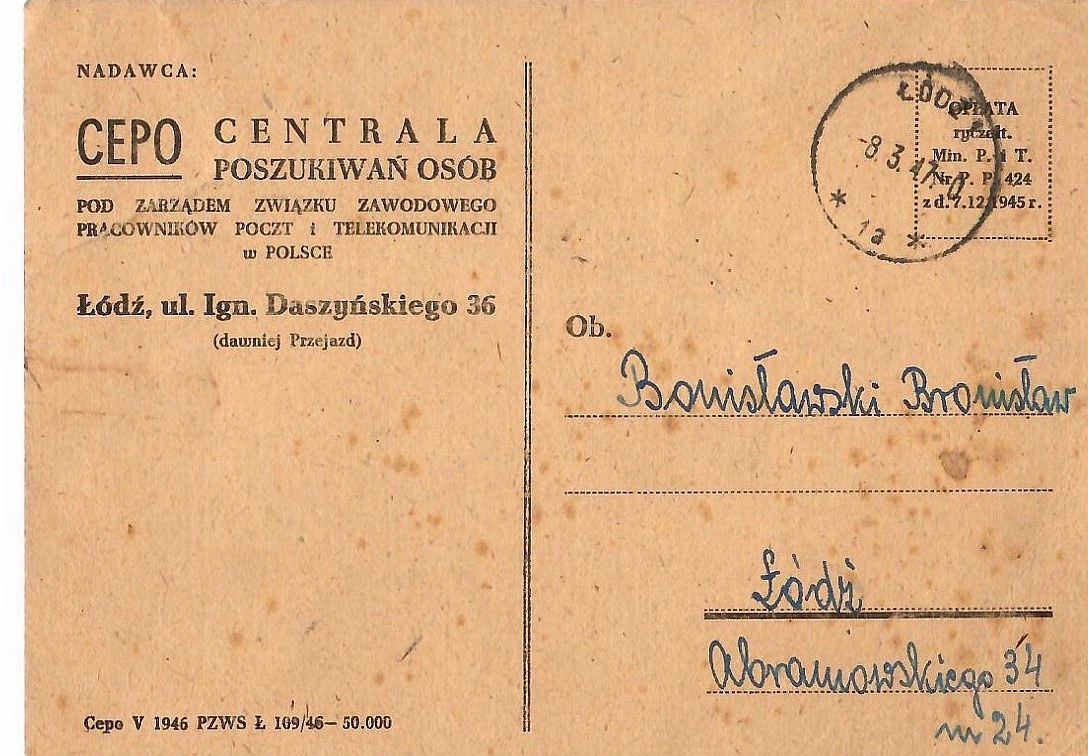 NADAWCA:
CEPO CENTRALA
POSZUKIWAŃ OSÓB
POD ZARZĄDEM ZWIĄZKU ZAWODOWEGO
PRACOWNIKÓW POCZT i TELEKOMUNIKACJI
w POLSCE
Łódź, ul. Ign. Daszyńskiego 36
(dawniej Przejazd)
Cepo V 1946 PZWS Ł 109/46– 50.000
OPŁATA
ryczałt.
Min. P. i T.
Nr P. P. 424
z d. 7.12.1945 r.
ŁÓDŹ
-8.3.47.
* 1a *
Ob.
Bonisławski Bronisław
Łódź
Abramowskiego 34
m 24.